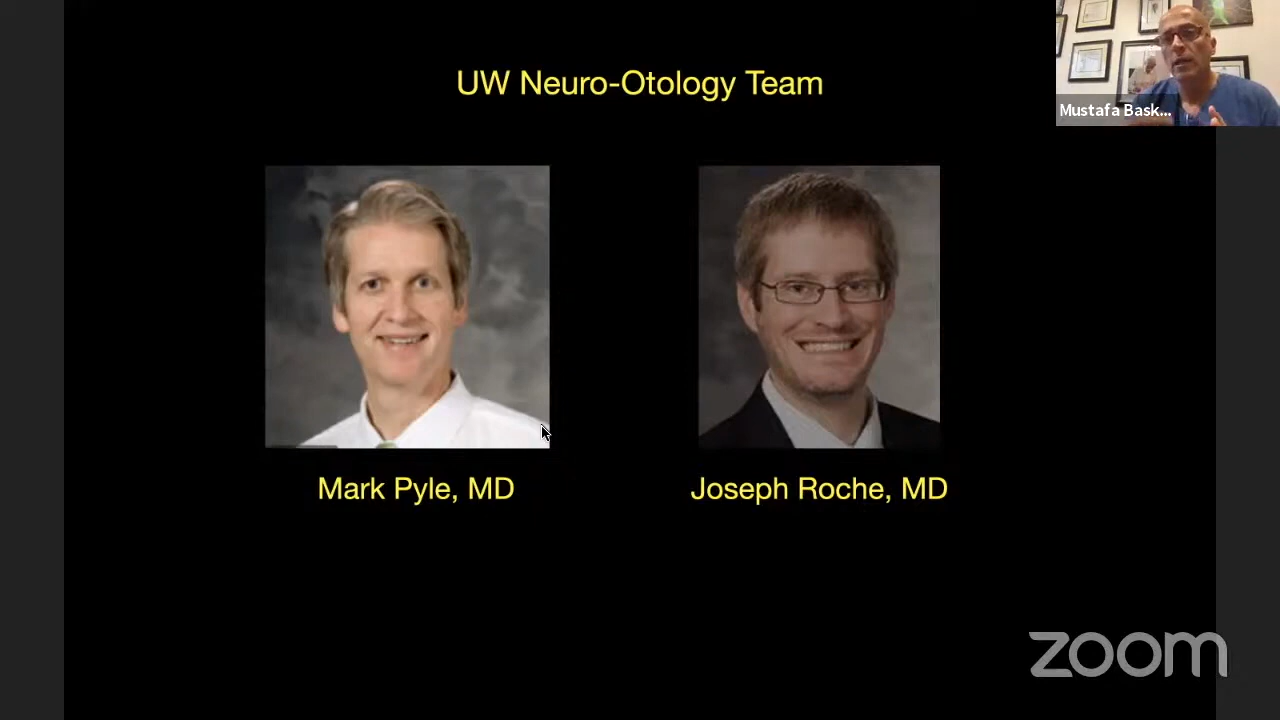 UW Neuro-Otology Team
Mustafa Bask...
Mark Pyle, MD
Joseph Roche, MD
zoom